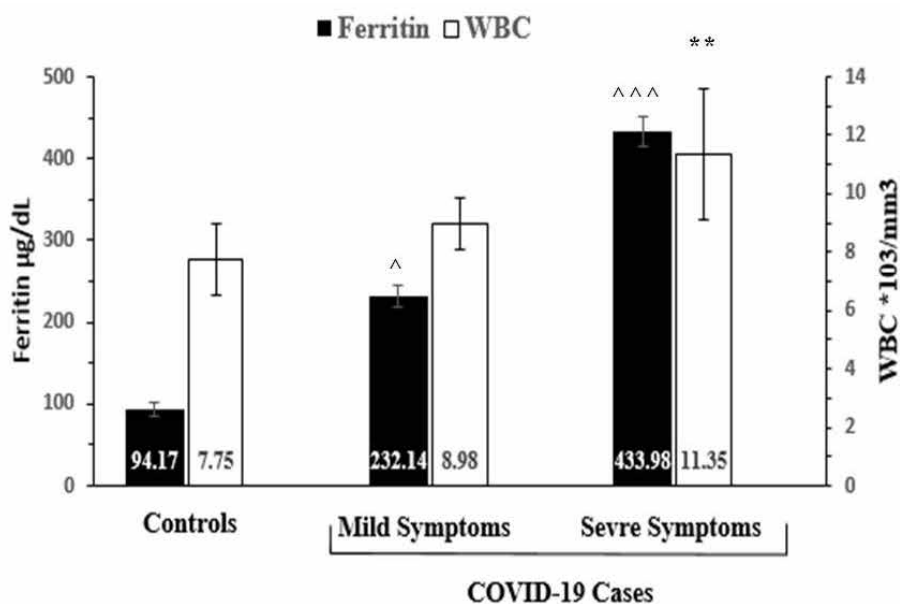 Ferritin WBC
**
^^^
^
500
400
300
200
100
0
Ferritin µg/dL
14
12
10
8
6
4
2
0
WBC *103/mm3
94.17 7.75 232.14 8.98 433.98 11.35
Controls Mild Symptoms Sevre Symptoms
COVID-19 Cases